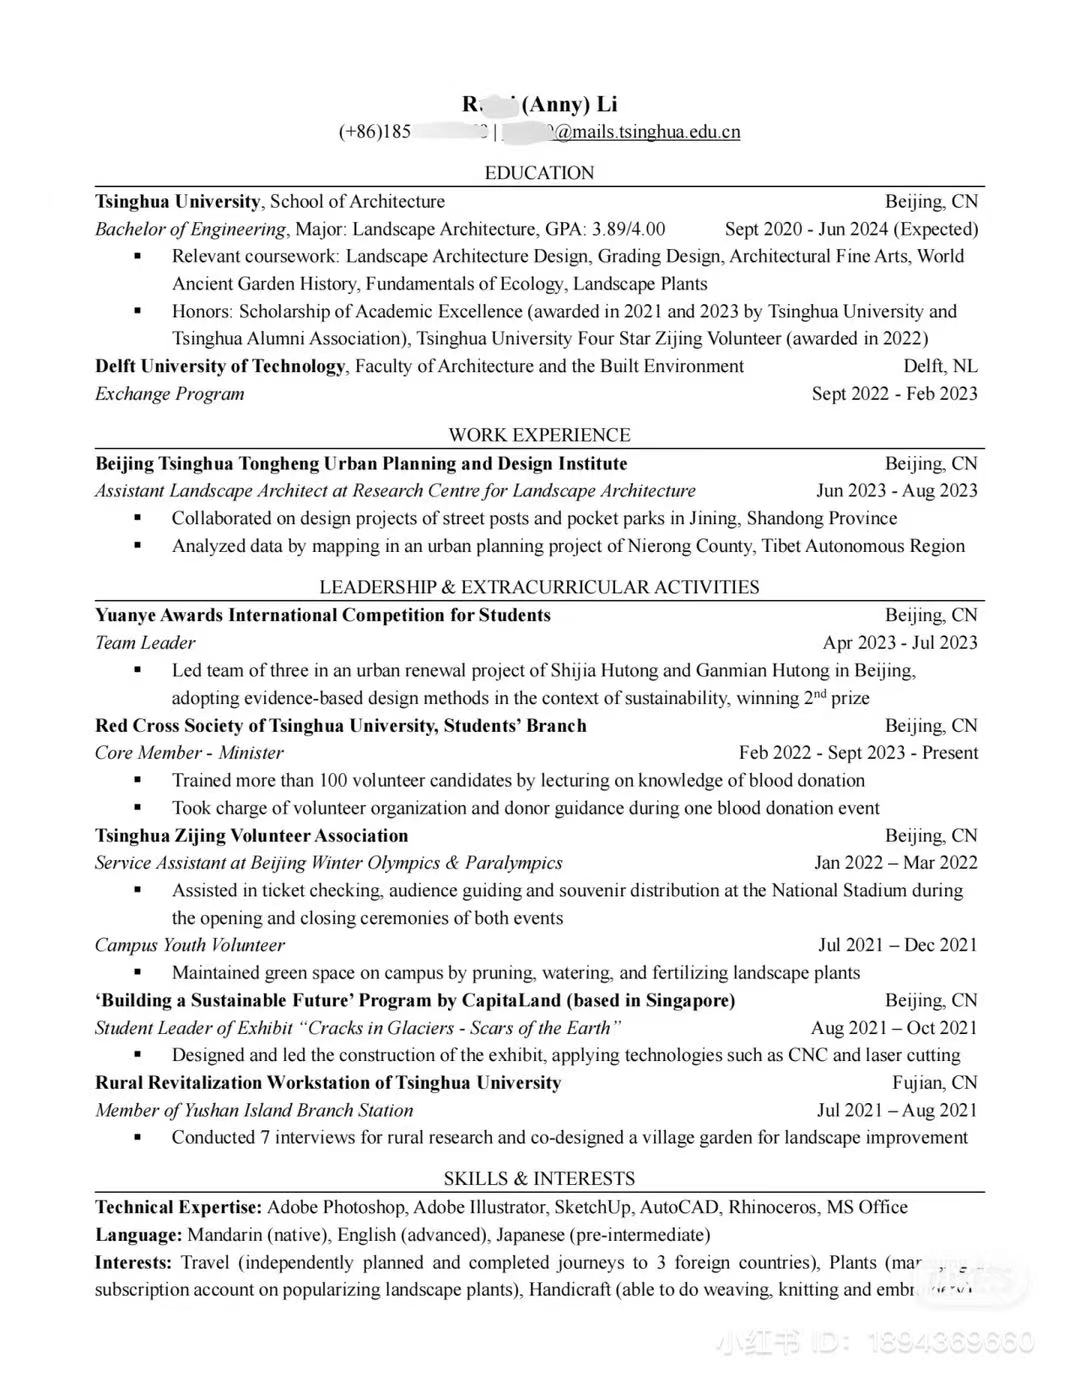 (Anny) Li
(+86)185 | @mails.tsinghua.edu.cn
EDUCATION
Tsinghua University, School of Architecture Beijing, CN
Bachelor of Engineering, Major: Landscape Architecture, GPA: 3.89/4.00 Sept 2020 - Jun 2024 (Expected)
▪ Relevant coursework: Landscape Architecture Design, Grading Design, Architectural Fine Arts, World
Ancient Garden History, Fundamentals of Ecology, Landscape Plants
▪ Honors: Scholarship of Academic Excellence (awarded in 2021 and 2023 by Tsinghua University and
Tsinghua Alumni Association), Tsinghua University Four Star Zijing Volunteer (awarded in 2022)
Delft University of Technology, Faculty of Architecture and the Built Environment Delft, NL
Exchange Program Sept 2022 - Feb 2023
WORK EXPERIENCE
Beijing Tsinghua Tongheng Urban Planning and Design Institute Beijing, CN
Assistant Landscape Architect at Research Centre for Landscape Architecture Jun 2023 - Aug 2023
▪ Collaborated on design projects of street posts and pocket parks in Jining, Shandong Province
▪ Analyzed data by mapping in an urban planning project of Nierong County, Tibet Autonomous Region
LEADERSHIP & EXTRACURRICULAR ACTIVITIES
Yuanye Awards International Competition for Students Beijing, CN
Team Leader Apr 2023 - Jul 2023
▪ Led team of three in an urban renewal project of Shijia Hutong and Ganmian Hutong in Beijing,
adopting evidence-based design methods in the context of sustainability, winning 2nd prize
Red Cross Society of Tsinghua University, Students’ Branch Beijing, CN
Core Member - Minister Feb 2022 - Sept 2023 - Present
▪ Trained more than 100 volunteer candidates by lecturing on knowledge of blood donation
▪ Took charge of volunteer organization and donor guidance during one blood donation event
Tsinghua Zijing Volunteer Association Beijing, CN
Service Assistant at Beijing Winter Olympics & Paralympics Jan 2022 – Mar 2022
▪ Assisted in ticket checking, audience guiding and souvenir distribution at the National Stadium during
the opening and closing ceremonies of both events
Campus Youth Volunteer Jul 2021 – Dec 2021
▪ Maintained green space on campus by pruning, watering, and fertilizing landscape plants
‘Building a Sustainable Future’ Program by CapitaLand (based in Singapore) Beijing, CN
Student Leader of Exhibit “Cracks in Glaciers - Scars of the Earth” Aug 2021 – Oct 2021
▪ Designed and led the construction of the exhibit, applying technologies such as CNC and laser cutting
Rural Revitalization Workstation of Tsinghua University Fujian, CN
Member of Yushan Island Branch Station Jul 2021 – Aug 2021
▪ Conducted 7 interviews for rural research and co-designed a village garden for landscape improvement
SKILLS & INTERESTS
Technical Expertise: Adobe Photoshop, Adobe Illustrator, SketchUp, AutoCAD, Rhinoceros, MS Office
Language: Mandarin (native), English (advanced), Japanese (pre-intermediate)
Interests: Travel (independently planned and completed journeys to 3 foreign countries), Plants
subscription account on popularizing landscape plants), Handicraft (able to do weaving, knitting and
小红书 ID: 1894369660